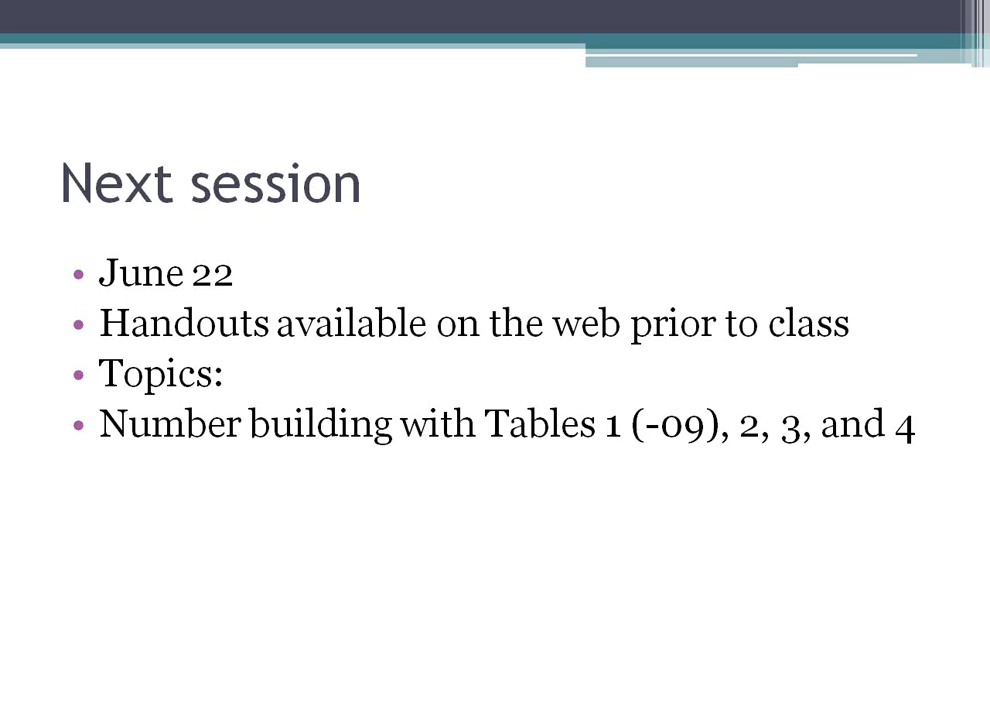 Next session
• June 22
• Handouts available on the web prior to class
• Topics:
• Number building with Tables 1 (-09), 2, 3, and 4